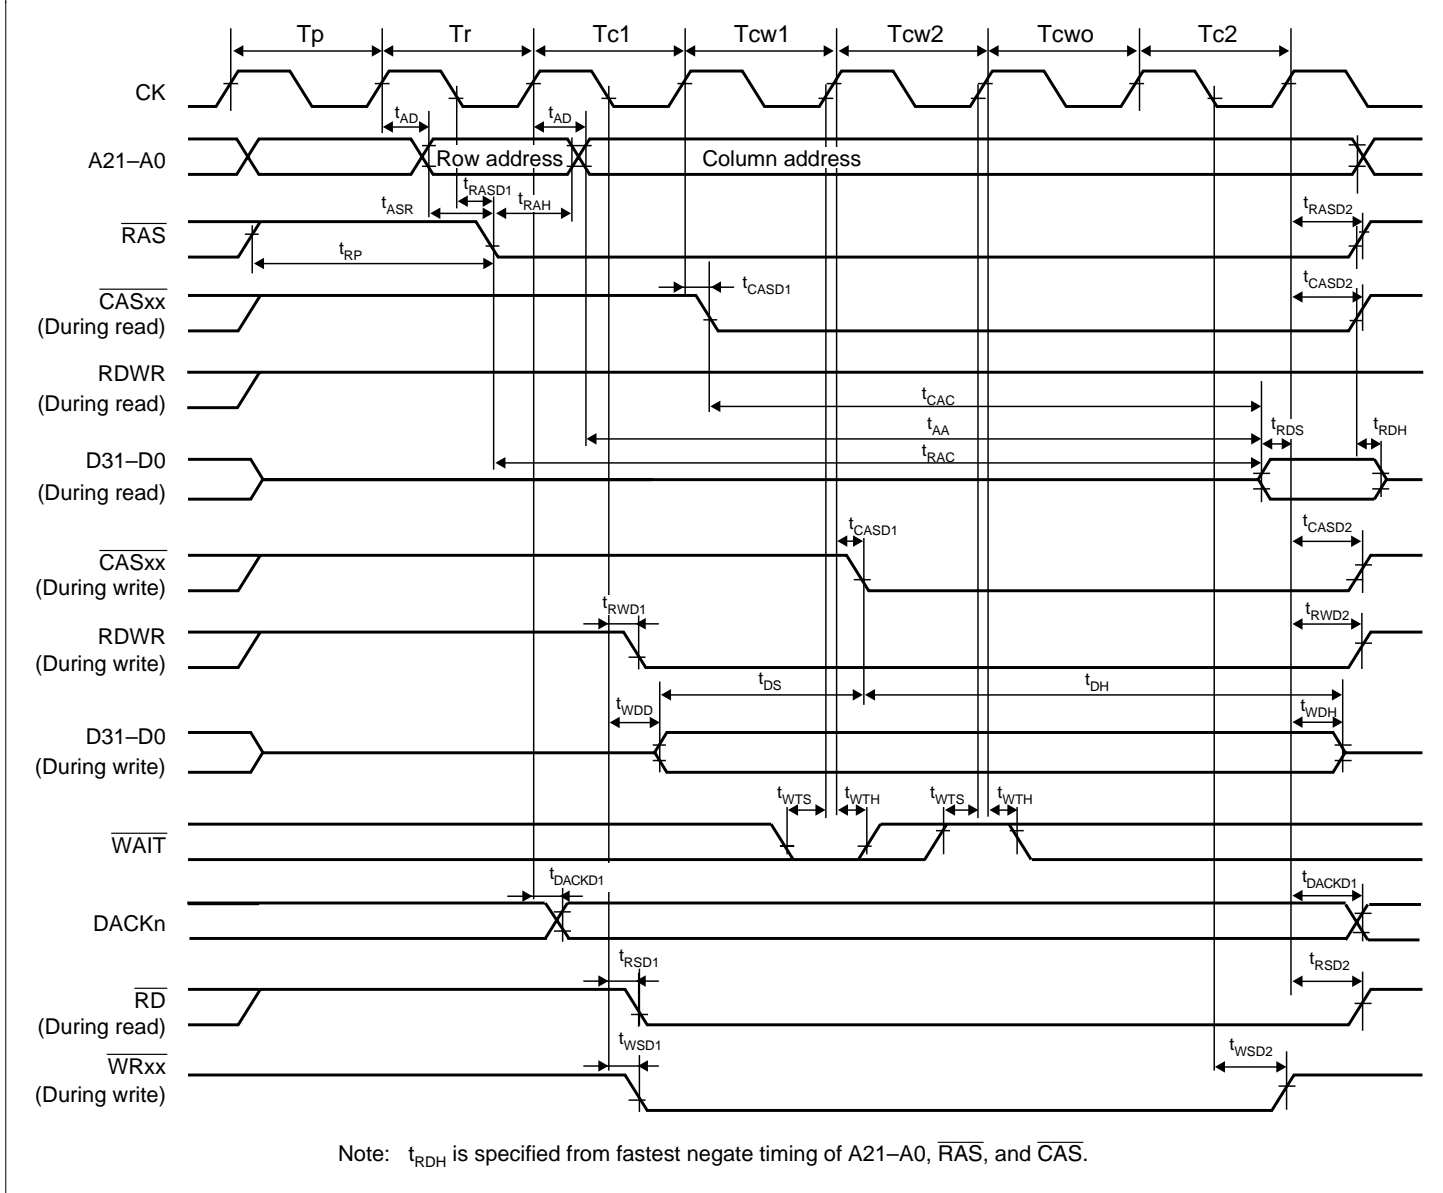 Tp Tr Tc1 Tcw1 Tcw2 Tcwo Tc2
CK
tAD tAD
A21–A0 Row address Column address
tRASD1
tASR tRAH tRASD2
RAS
tRP
CASxx tCASD1 tCASD2
(During read)
RDWR
(During read) tCAC
tAA tRDS tRDH
D31–D0 tRAC
(During read)
tCASD1 tCASD2
CASxx
(During write)
tRWD1 tRWD2
RDWR
(During write)
tDS tDH
tWDD tWDH
D31–D0
(During write)
tWTS tWTH tWTS tWTH
WAIT
tDACKD1 tDACKD1
DACKn
tRSD1 tRSD2
RD
(During read)
tWSD1 tWSD2
WRxx
(During write)
Note: tRDH is specified from fastest negate timing of A21–A0, RAS, and CAS.